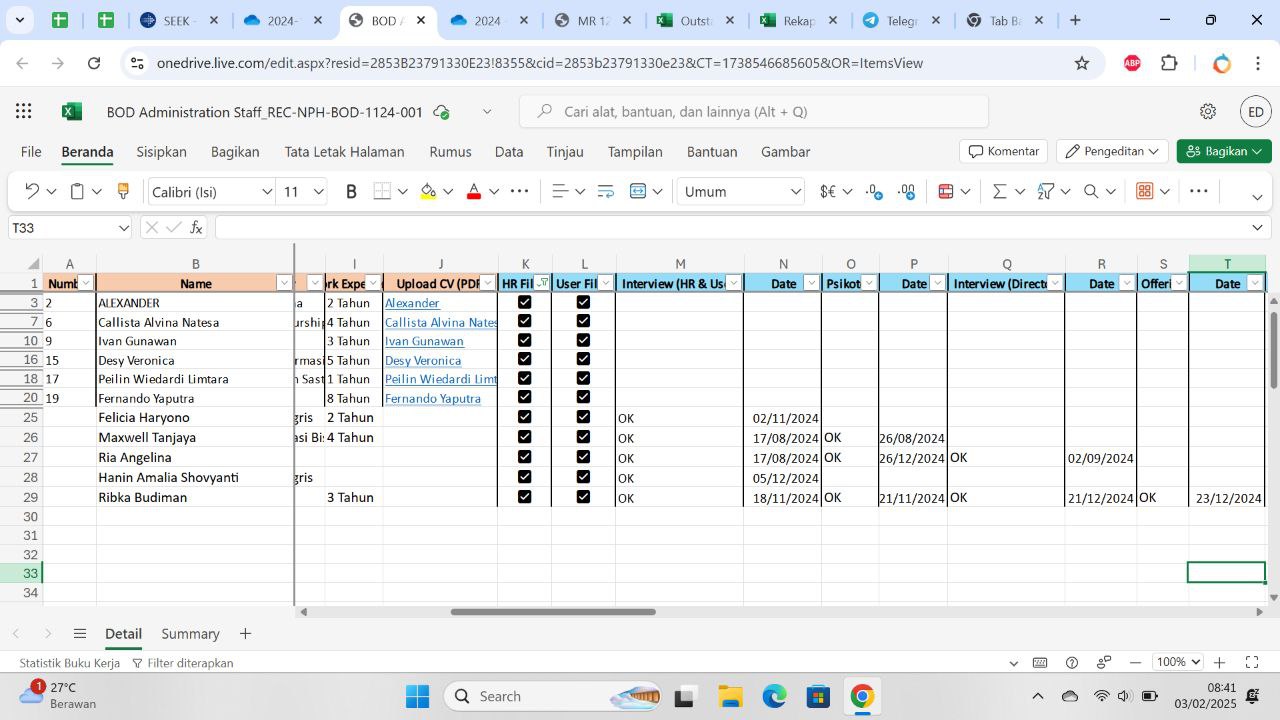 SEEK
2024-
BOD
2024
MR 12
Outst
Rekap
Telegr
Tab B
onedrive.live.com/edit.aspx?resid=2853B23791330E23!8355&cid=2853b23791330e23&CT=1738546685605&OR=ItemsView
ABP
BOD Administration Staff_REC-NPH-BOD-1124-001
Cari alat, bantuan, dan lainnya (Alt + Q)
ED
File Beranda Sisipkan Bagikan Tata Letak Halaman Rumus Data Tinjau Tampilan Bantuan Gambar Komentar Pengeditan Bagikan
Calibri (Isi) 11 B A Umum $€ .0 .00
T33 fx
A B I J K L M N O P Q R S T
1 Numb Name rk Expe Upload CV (PDF HR Fil User Fil Interview (HR & Use Date Psikot Date Interview (Directo Date Offeri Date
3 2 ALEXANDER 2 Tahun Alexander
7 6 Callista Alvina Natesa urship 4 Tahun Callista Alvina Nates
10 9 Ivan Gunawan 3 Tahun Ivan Gunawan
16 15 Desy Veronica rmasi 5 Tahun Desy Veronica
18 17 Peilin Wiedardi Limtara n Sast 1 Tahun Peilin Wiedardi Limt
20 19 Fernando Yaputra 8 Tahun Fernando Yaputra
25 Felicia Haryono gris 2 Tahun OK 02/11/2024
26 Maxwell Tanjaya asi Bi 4 Tahun OK 17/08/2024 OK 26/08/2024
27 Ria Angelina OK 17/08/2024 OK 26/12/2024 OK 02/09/2024
28 Hanin Amalia Shovyanti gris OK 05/12/2024
29 Ribka Budiman 3 Tahun OK 18/11/2024 OK 21/11/2024 OK 21/12/2024 OK 23/12/2024
30
31
32
33
34
Detail Summary
Statistik Buku Kerja Filter diterapkan 100%
1 27°C
Berawan
Search
08:41
03/02/2025